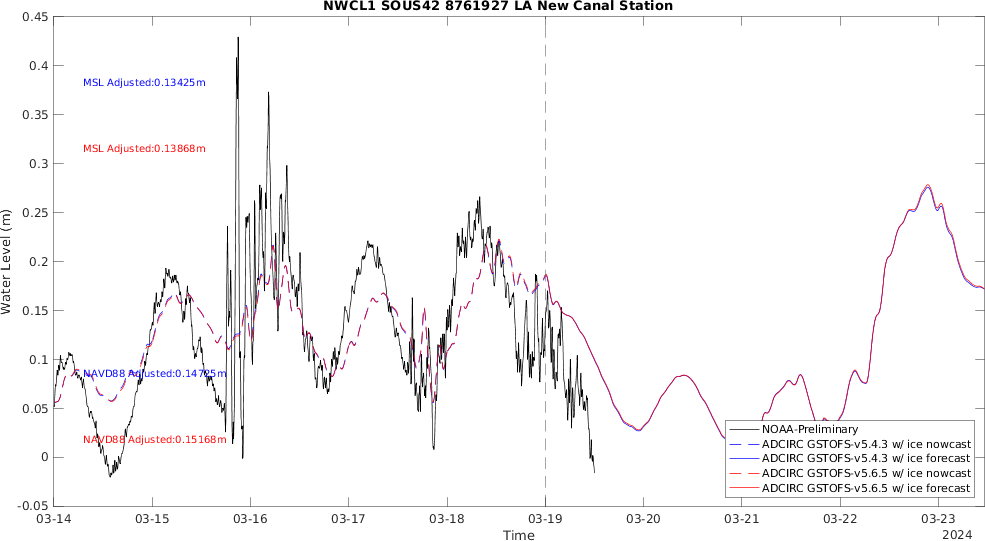 NWCL1 SOUS42 8761927 LA New Canal Station
0.45
0.4
0.35
0.3
0.25
0.2
0.15
0.1
0.05
0
-0.05
Water Level (m)
MSL Adjusted:0.13425m
MSL Adjusted:0.13868m
NAVD88 Adjusted:0.14725m
NAVD88 Adjusted:0.15168m
NOAA-Preliminary
ADCIRC GSTOFS-v5.4.3 w/ ice nowcast
ADCIRC GSTOFS-v5.4.3 w/ ice forecast
ADCIRC GSTOFS-v5.6.5 w/ ice nowcast
ADCIRC GSTOFS-v5.6.5 w/ ice forecast
03-14 03-15 03-16 03-17 03-18 03-19 03-20 03-21 03-22 03-23
Time
2024